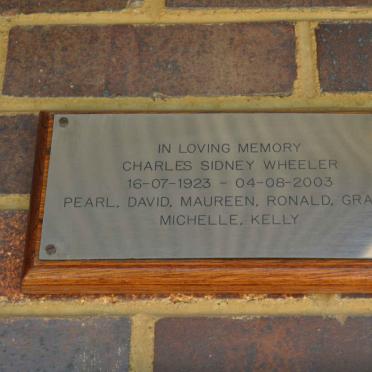 IN LOVING MEMORY
CHARLES SIDNEY WHEELER
16-07-1923 - 04-08-2003
PEARL, DAVID, MAUREEN, RONALD,
MICHELLE, KELLY